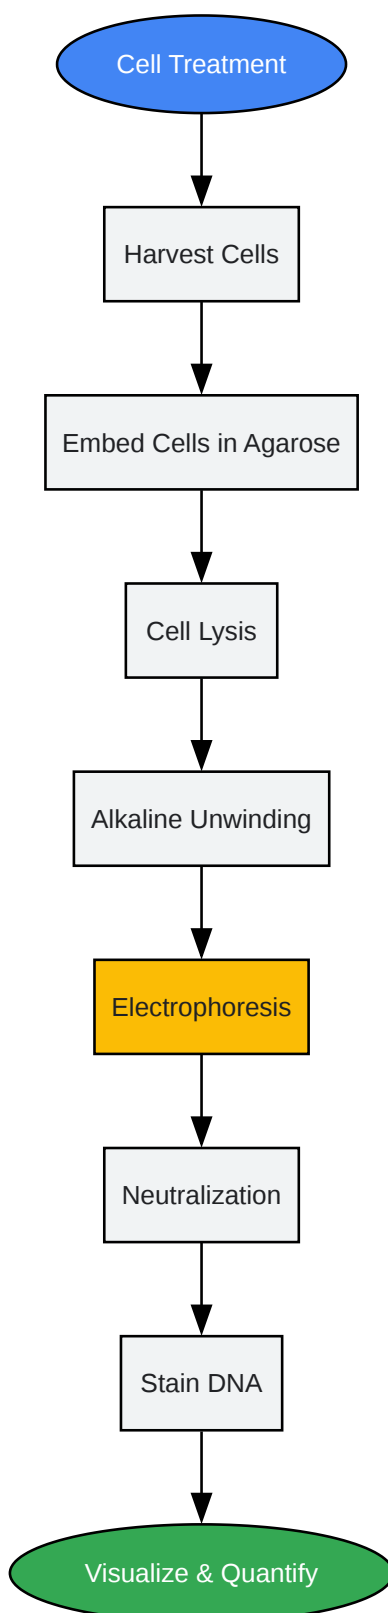 Cell Treatment
Harvest Cells
Embed Cells in Agarose
Cell Lysis
Alkaline Unwinding
Electrophoresis
Neutralization
Stain DNA
Visualize & Quantify